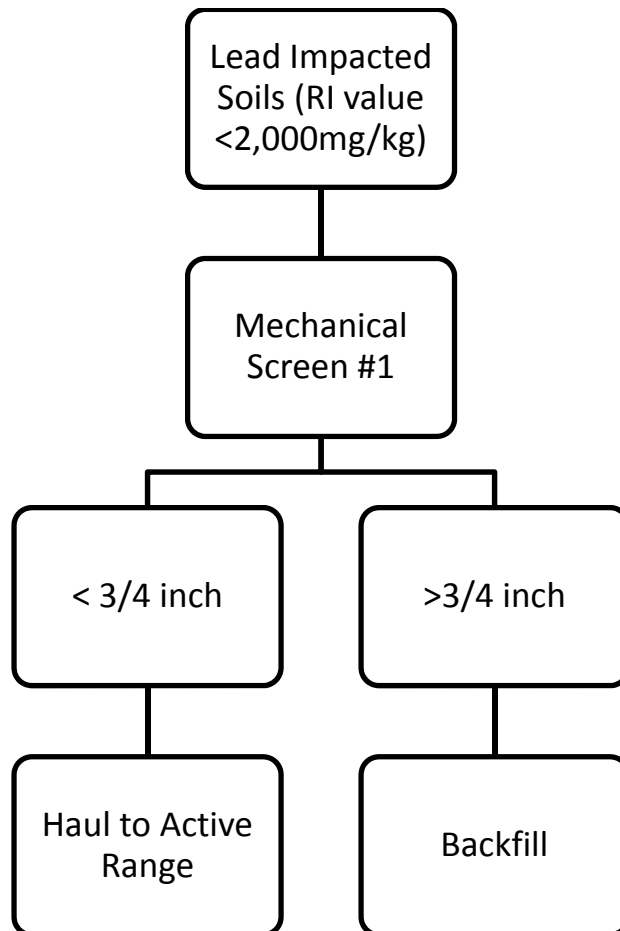 Lead Impacted
Soils (RI value
<2,000mg/kg)
Mechanical
Screen #1
< 3/4 inch
>3/4 inch
Haul to Active
Range
Backfill